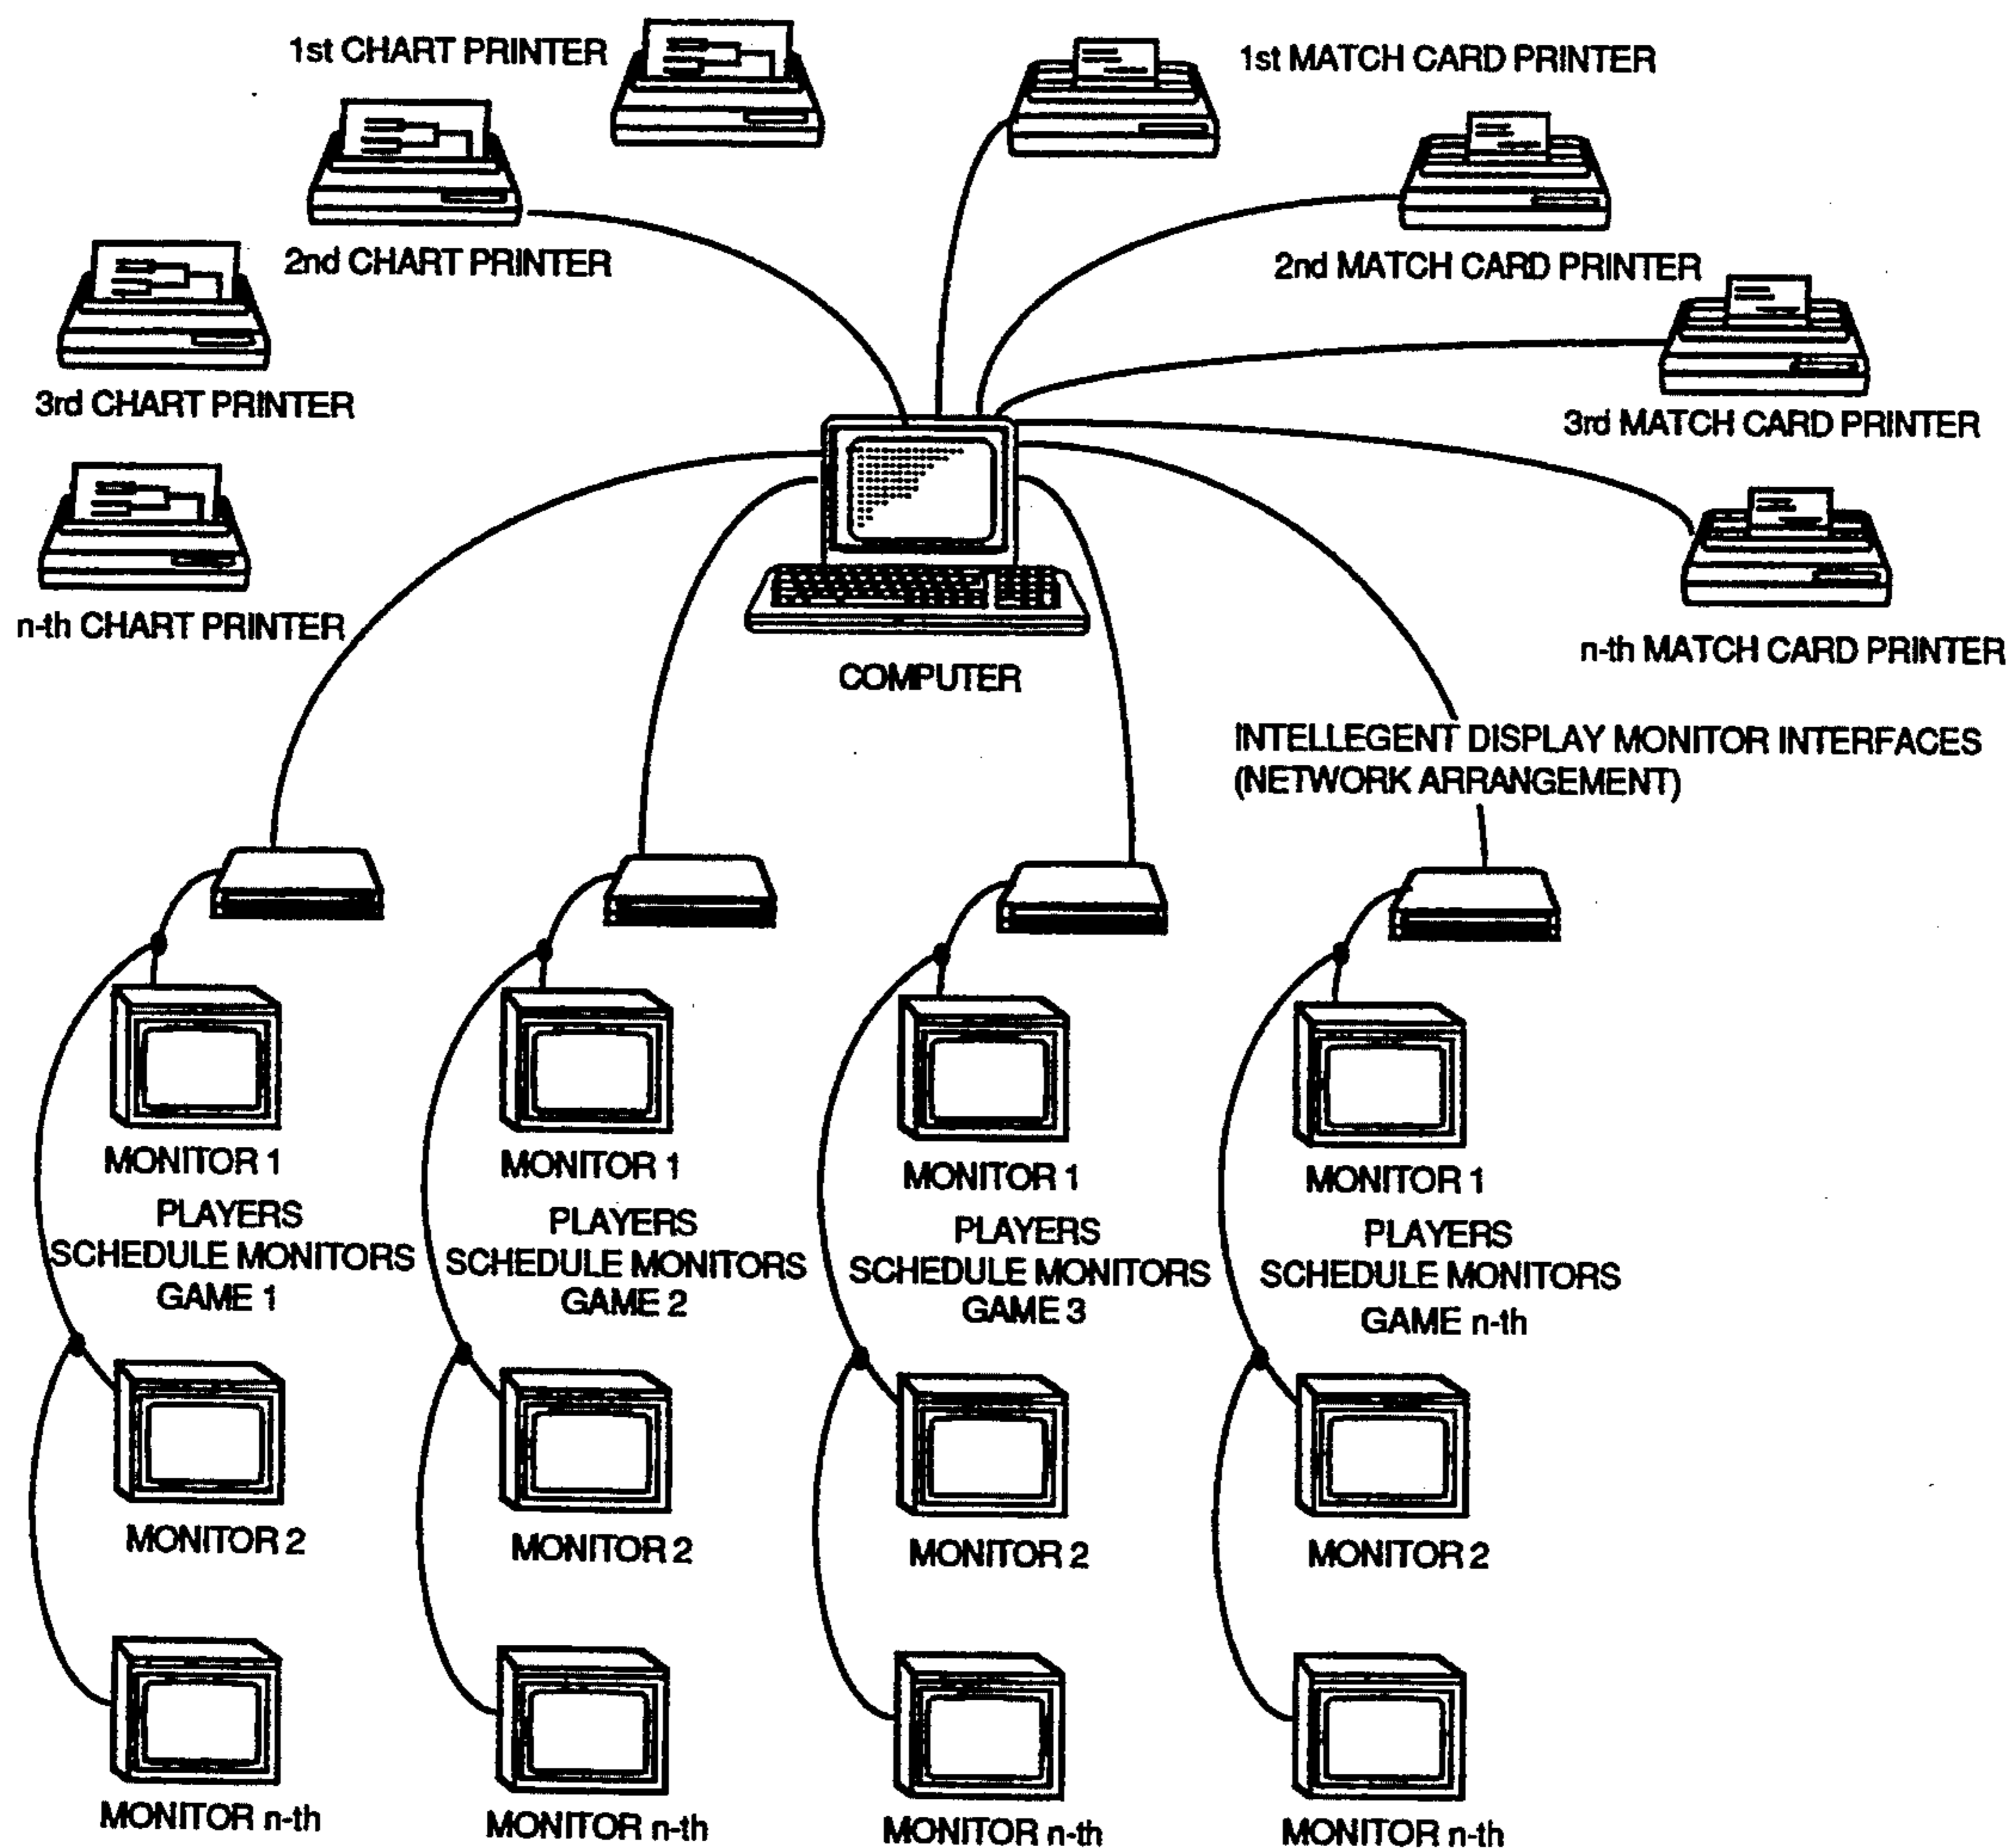 1st CHART PRINTER
1st MATCH CARD PRINTER
2nd CHART PRINTER
2nd MATCH CARD PRINTER
3rd CHART PRINTER
3rd MATCH CARD PRINTER
n-th CHART PRINTER
n-th MATCH CARD PRINTER
COMPUTER
INTELLEGENT DISPLAY MONITOR INTERFACES
(NETWORK ARRANGEMENT)
MONITOR 1
PLAYERS
SCHEDULE MONITORS
GAME 1
MONITOR 2
MONITOR n-th
MONITOR 1
PLAYERS
SCHEDULE MONITORS
GAME 2
MONITOR 2
MONITOR n-th
MONITOR 1
PLAYERS
SCHEDULE MONITORS
GAME 3
MONITOR 2
MONITOR n-th
MONITOR 1
PLAYERS
SCHEDULE MONITORS
GAME n-th
MONITOR 2
MONITOR n-th